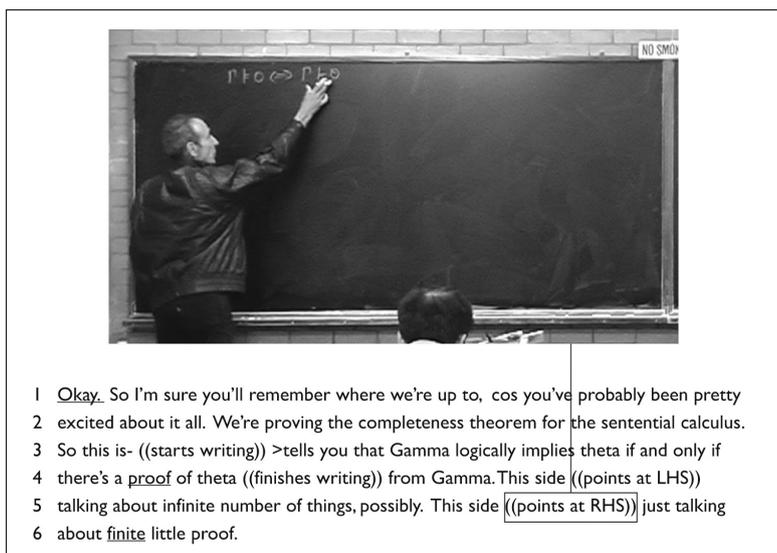 NO SMOK
Γ ⊨ θ ⇔ Γ ⊢ θ
1 Okay. So I'm sure you'll remember where we're up to, cos you've probably been pretty
2 excited about it all. We're proving the completeness theorem for the sentential calculus.
3 So this is- ((starts writing)) >tells you that Gamma logically implies theta if and only if
4 there's a proof of theta ((finishes writing)) from Gamma. This side ((points at LHS))
5 talking about infinite number of things, possibly. This side ((points at RHS)) just talking
6 about finite little proof.